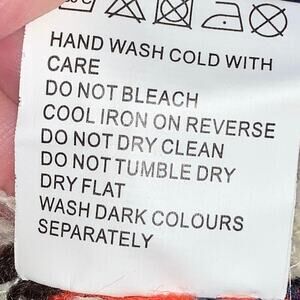 HAND WASH COLD WITH
CARE
DO NOT BLEACH
COOL IRON ON REVERSE
DO NOT DRY CLEAN
DO NOT TUMBLE DRY
DRY FLAT
WASH DARK COLOURS
SEPARATELY